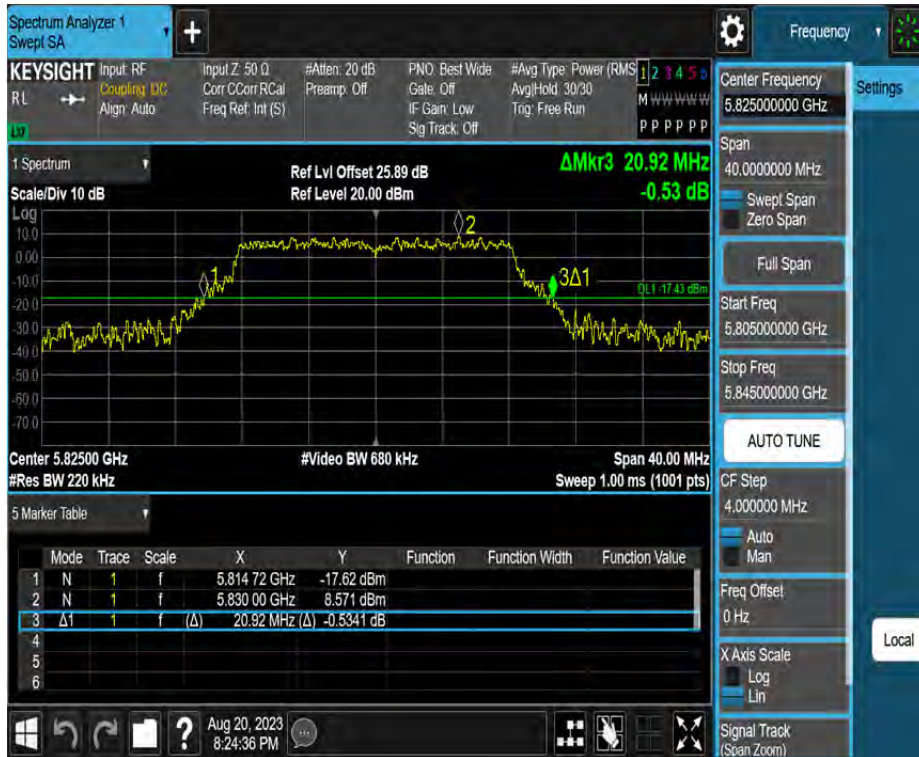 Spectrum Analyzer 1
Swept SA
Frequency
KEYSIGHT
Input: RF
Coupling: DC
Align: Auto
Input Z: 50 Ω
Corr CCorr RCal
Freq Ref: Int (S)
#Atten: 20 dB
Preamp: Off
PNO: Best Wide
Gate: Off
IF Gain: Low
Sig Track: Off
#Avg Type: Power (RMS
Avg|Hold: 30/30
Trig: Free Run
1 2 3 4 5 6
M W W W W W
P P P P P P
R L
LXI
1 Spectrum
Scale/Div 10 dB
Ref Lvl Offset 25.89 dB
Ref Level 20.00 dBm
ΔMkr3 20.92 MHz
-0.53 dB
Log
10.0
0.00
-10.0
-20.0
-30.0
-40.0
-50.0
-60.0
-70.0
1
2
3Δ1
DL1 -17.43 dBm
Center 5.82500 GHz
#Video BW 680 kHz
Span 40.00 MHz
#Res BW 220 kHz
Sweep 1.00 ms (1001 pts)
5 Marker Table
Mode Trace Scale X Y Function Function Width Function Value
1 N 1 f 5.814 72 GHz -17.62 dBm
2 N 1 f 5.830 00 GHz 8.571 dBm
3 Δ1 1 f (Δ) 20.92 MHz (Δ) -0.5341 dB
4
5
6
?
Aug 20, 2023
8:24:36 PM
Center Frequency
5.825000000 GHz
Span
40.0000000 MHz
Swept Span
Zero Span
Full Span
Start Freq
5.805000000 GHz
Stop Freq
5.845000000 GHz
AUTO TUNE
CF Step
4.000000 MHz
Auto
Man
Freq Offset
0 Hz
X Axis Scale
Log
Lin
Signal Track
(Span Zoom)
Settings
Local